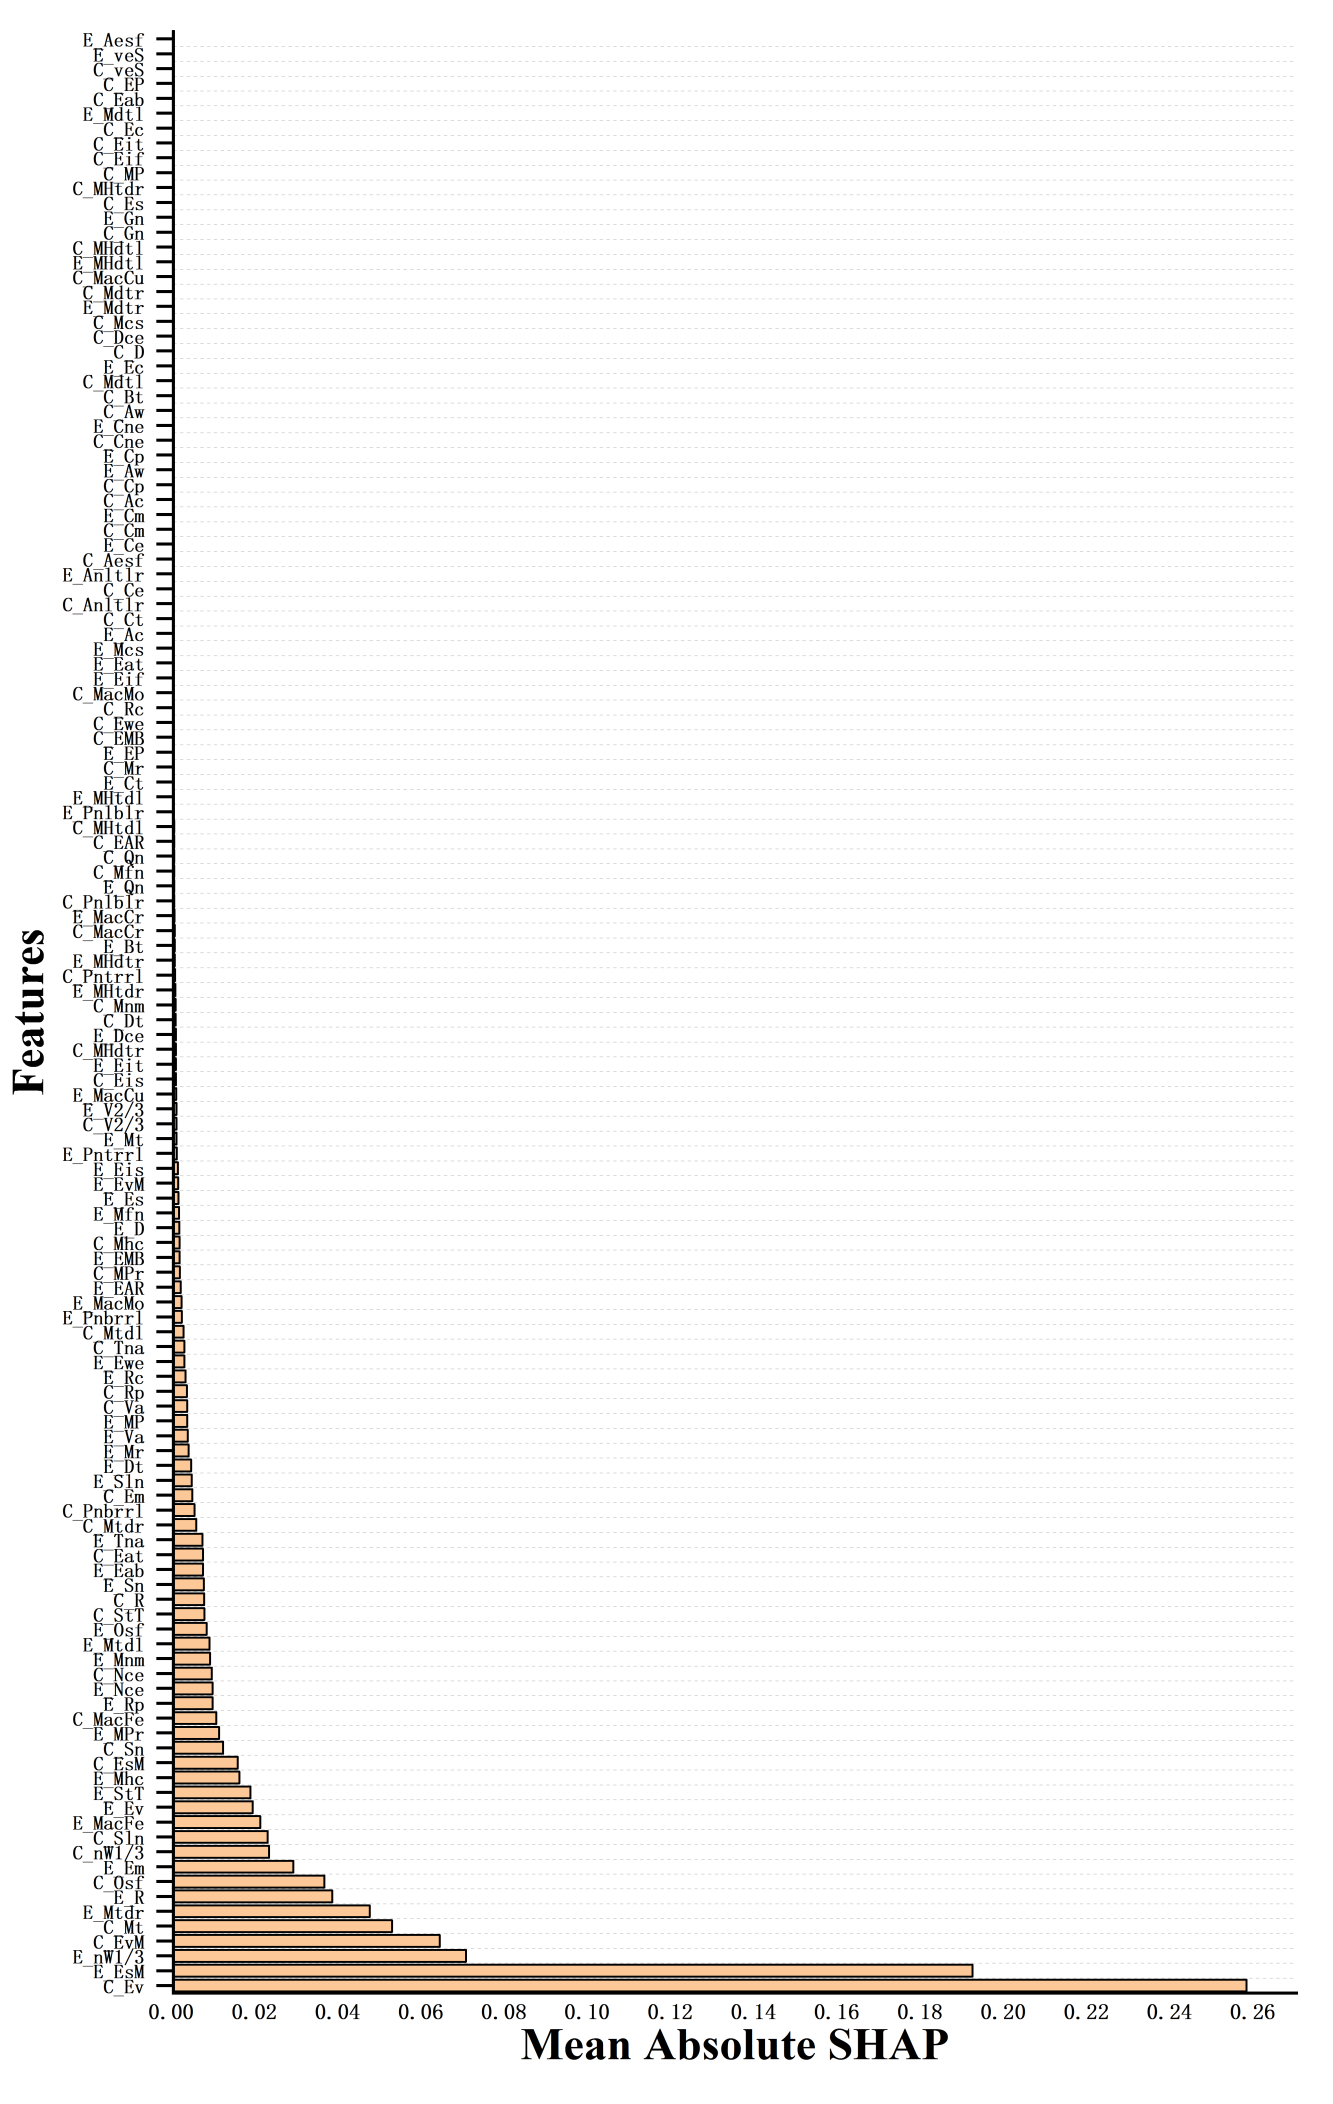 E_Aesf
E_veS
C_veS
C_EP
C_Eab
E_Mdtl
C_Ec
C_Eit
C_Eif
C_MP
C_MHtdr
C_Es
E_Gn
C_Gn
C_MHdtl
E_MHdtl
C_MacCu
C_Mdtr
E_Mdtr
C_Mcs
C_Dce
C_D
E_Ec
C_Mdtl
C_Bt
C_Aw
E_Cne
C_Cne
E_Cp
E_Aw
C_Cp
C_Ac
E_Cm
C_Cm
E_Ce
C_Aesf
E_Anltlr
C_Ce
C_Anltlr
C_Ct
E_Ac
E_Mcs
E_Eat
E_Eif
C_MacMo
C_Rc
C_Ewe
C_EMB
E_EP
C_Mr
E_Ct
E_MHtdl
E_Pnlblr
C_MHtdl
C_EAR
C_Qn
C_Mfn
E_Qn
C_Pnlblr
E_MacCr
C_MacCr
E_Bt
E_MHdtr
C_Pntrrl
E_MHtdr
C_Mnm
C_Dt
E_Dce
C_MHdtr
E_Eit
C_Eis
E_MacCu
E_V2/3
C_V2/3
E_Mt
E_Pntrrl
E_Eis
E_EvM
E_Es
E_Mfn
E_D
C_Mhc
E_EMB
C_MPr
E_EAR
E_MacMo
E_Pnbrrl
C_Mtdl
C_Tna
E_Ewe
E_Rc
C_Rp
C_Va
E_MP
E_Va
E_Mr
E_Dt
E_Sln
C_Em
C_Pnbrrl
C_Mtdr
E_Tna
C_Eat
E_Eab
E_Sn
C_R
C_StT
E_Osf
E_Mtdl
E_Mnm
C_Nce
E_Nce
E_Rp
C_MacFe
E_MPr
C_Sn
C_EsM
E_Mhc
E_StT
E_Ev
E_MacFe
C_Sln
C_nW1/3
E_Em
C_Osf
E_R
E_Mtdr
C_Mt
C_EvM
E_nW1/3
E_EsM
C_Ev
Features
0.00 0.02 0.04 0.06 0.08 0.10 0.12 0.14 0.16 0.18 0.20 0.22 0.24 0.26
Mean Absolute SHAP